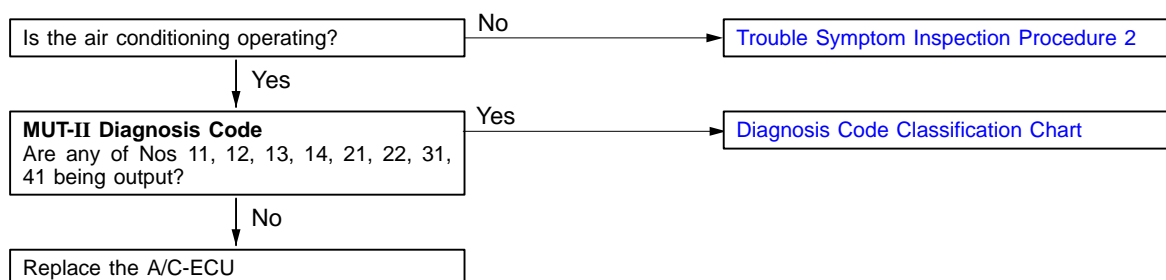 Is the air conditioning operating?
No
Trouble Symptom Inspection Procedure 2
Yes
MUT-II Diagnosis Code
Are any of Nos 11, 12, 13, 14, 21, 22, 31,
41 being output?
Yes
Diagnosis Code Classification Chart
No
Replace the A/C-ECU